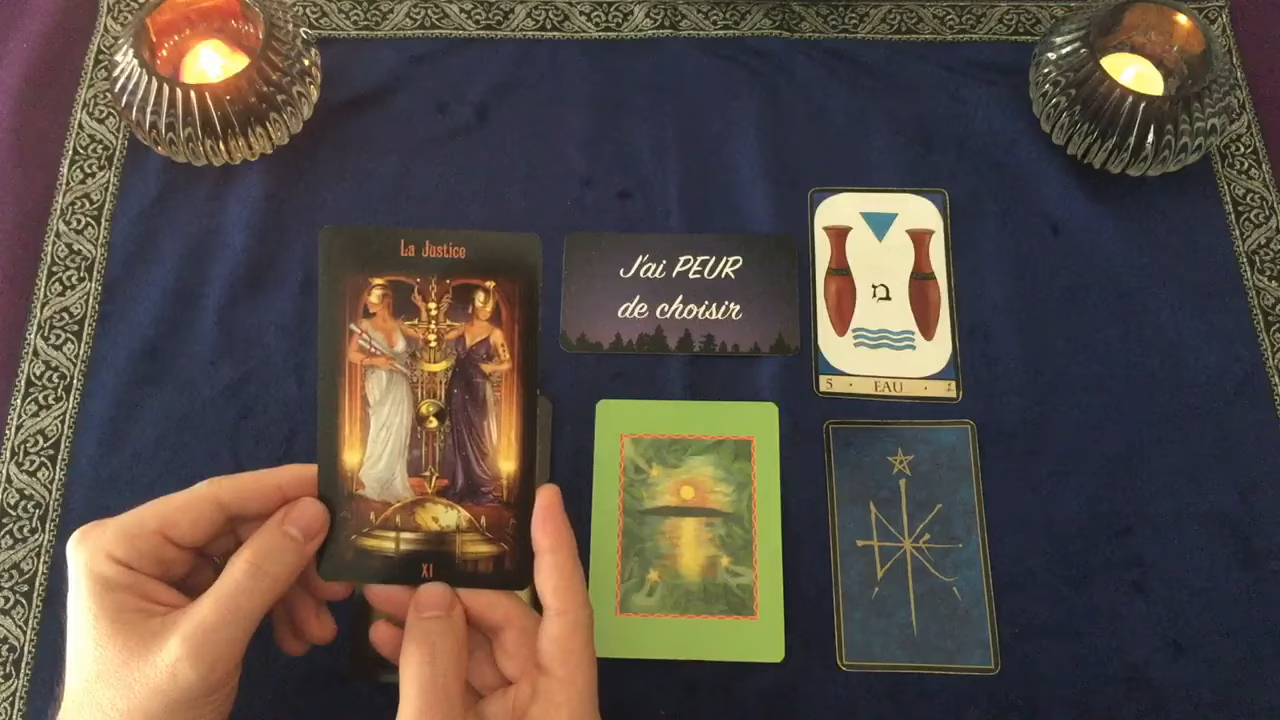 La Justice
XI
J'ai PEUR
de choisir
מ
5 · EAU ·